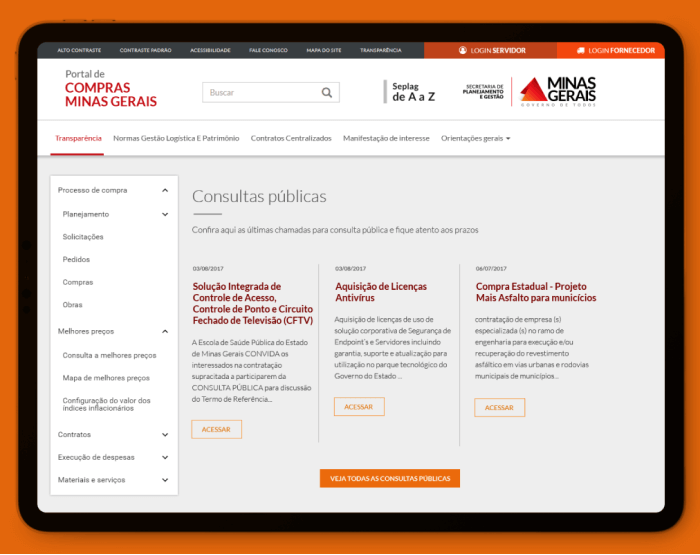 ALTO CONTRASTE CONTRASTE PADRÃO ACESSIBILIDADE FALE CONOSCO MAPA DO SITE TRANSPARÊNCIA LOGIN SERVIDOR LOGIN FORNECEDOR
Portal de
COMPRAS
MINAS GERAIS
Buscar
Seplag
de A a Z
SECRETARIA DE
PLANEJAMENTO
E GESTÃO
MINAS
GERAIS
GOVERNO DE TODOS
Transparência Normas Gestão Logística E Patrimônio Contratos Centralizados Manifestação de interesse Orientações gerais
Processo de compra
Planejamento
Solicitações
Pedidos
Compras
Obras
Melhores preços
Consulta a melhores preços
Mapa de melhores preços
Configuração do valor dos
índices inflacionários
Contratos
Execução de despesas
Materiais e serviços
Consultas públicas
Confira aqui as últimas chamadas para consulta pública e fique atento aos prazos
03/08/2017
Solução Integrada de
Controle de Acesso,
Controle de Ponto e Circuito
Fechado de Televisão (CFTV)
A Escola de Saúde Pública do Estado
de Minas Gerais CONVIDA os
interessados na contratação
supracitada a participarem da
CONSULTA PÚBLICA para discussão
do Termo de Referência...
ACESSAR
03/08/2017
Aquisição de Licenças
Antivírus
Aquisição de licenças de uso de
solução corporativa de Segurança de
Endpoint's e Servidores incluindo
garantia, suporte e atualização para
utilização no parque tecnológico do
Governo do Estado ...
ACESSAR
06/07/2017
Compra Estadual - Projeto
Mais Asfalto para municícios
contratação de empresa (s)
especializada (s) no ramo de
engenharia para execução e/ou
recuperação do revestimento
asfáltico em vias urbanas e rodovias
municipais de municípios...
ACESSAR
VEJA TODAS AS CONSULTAS PÚBLICAS